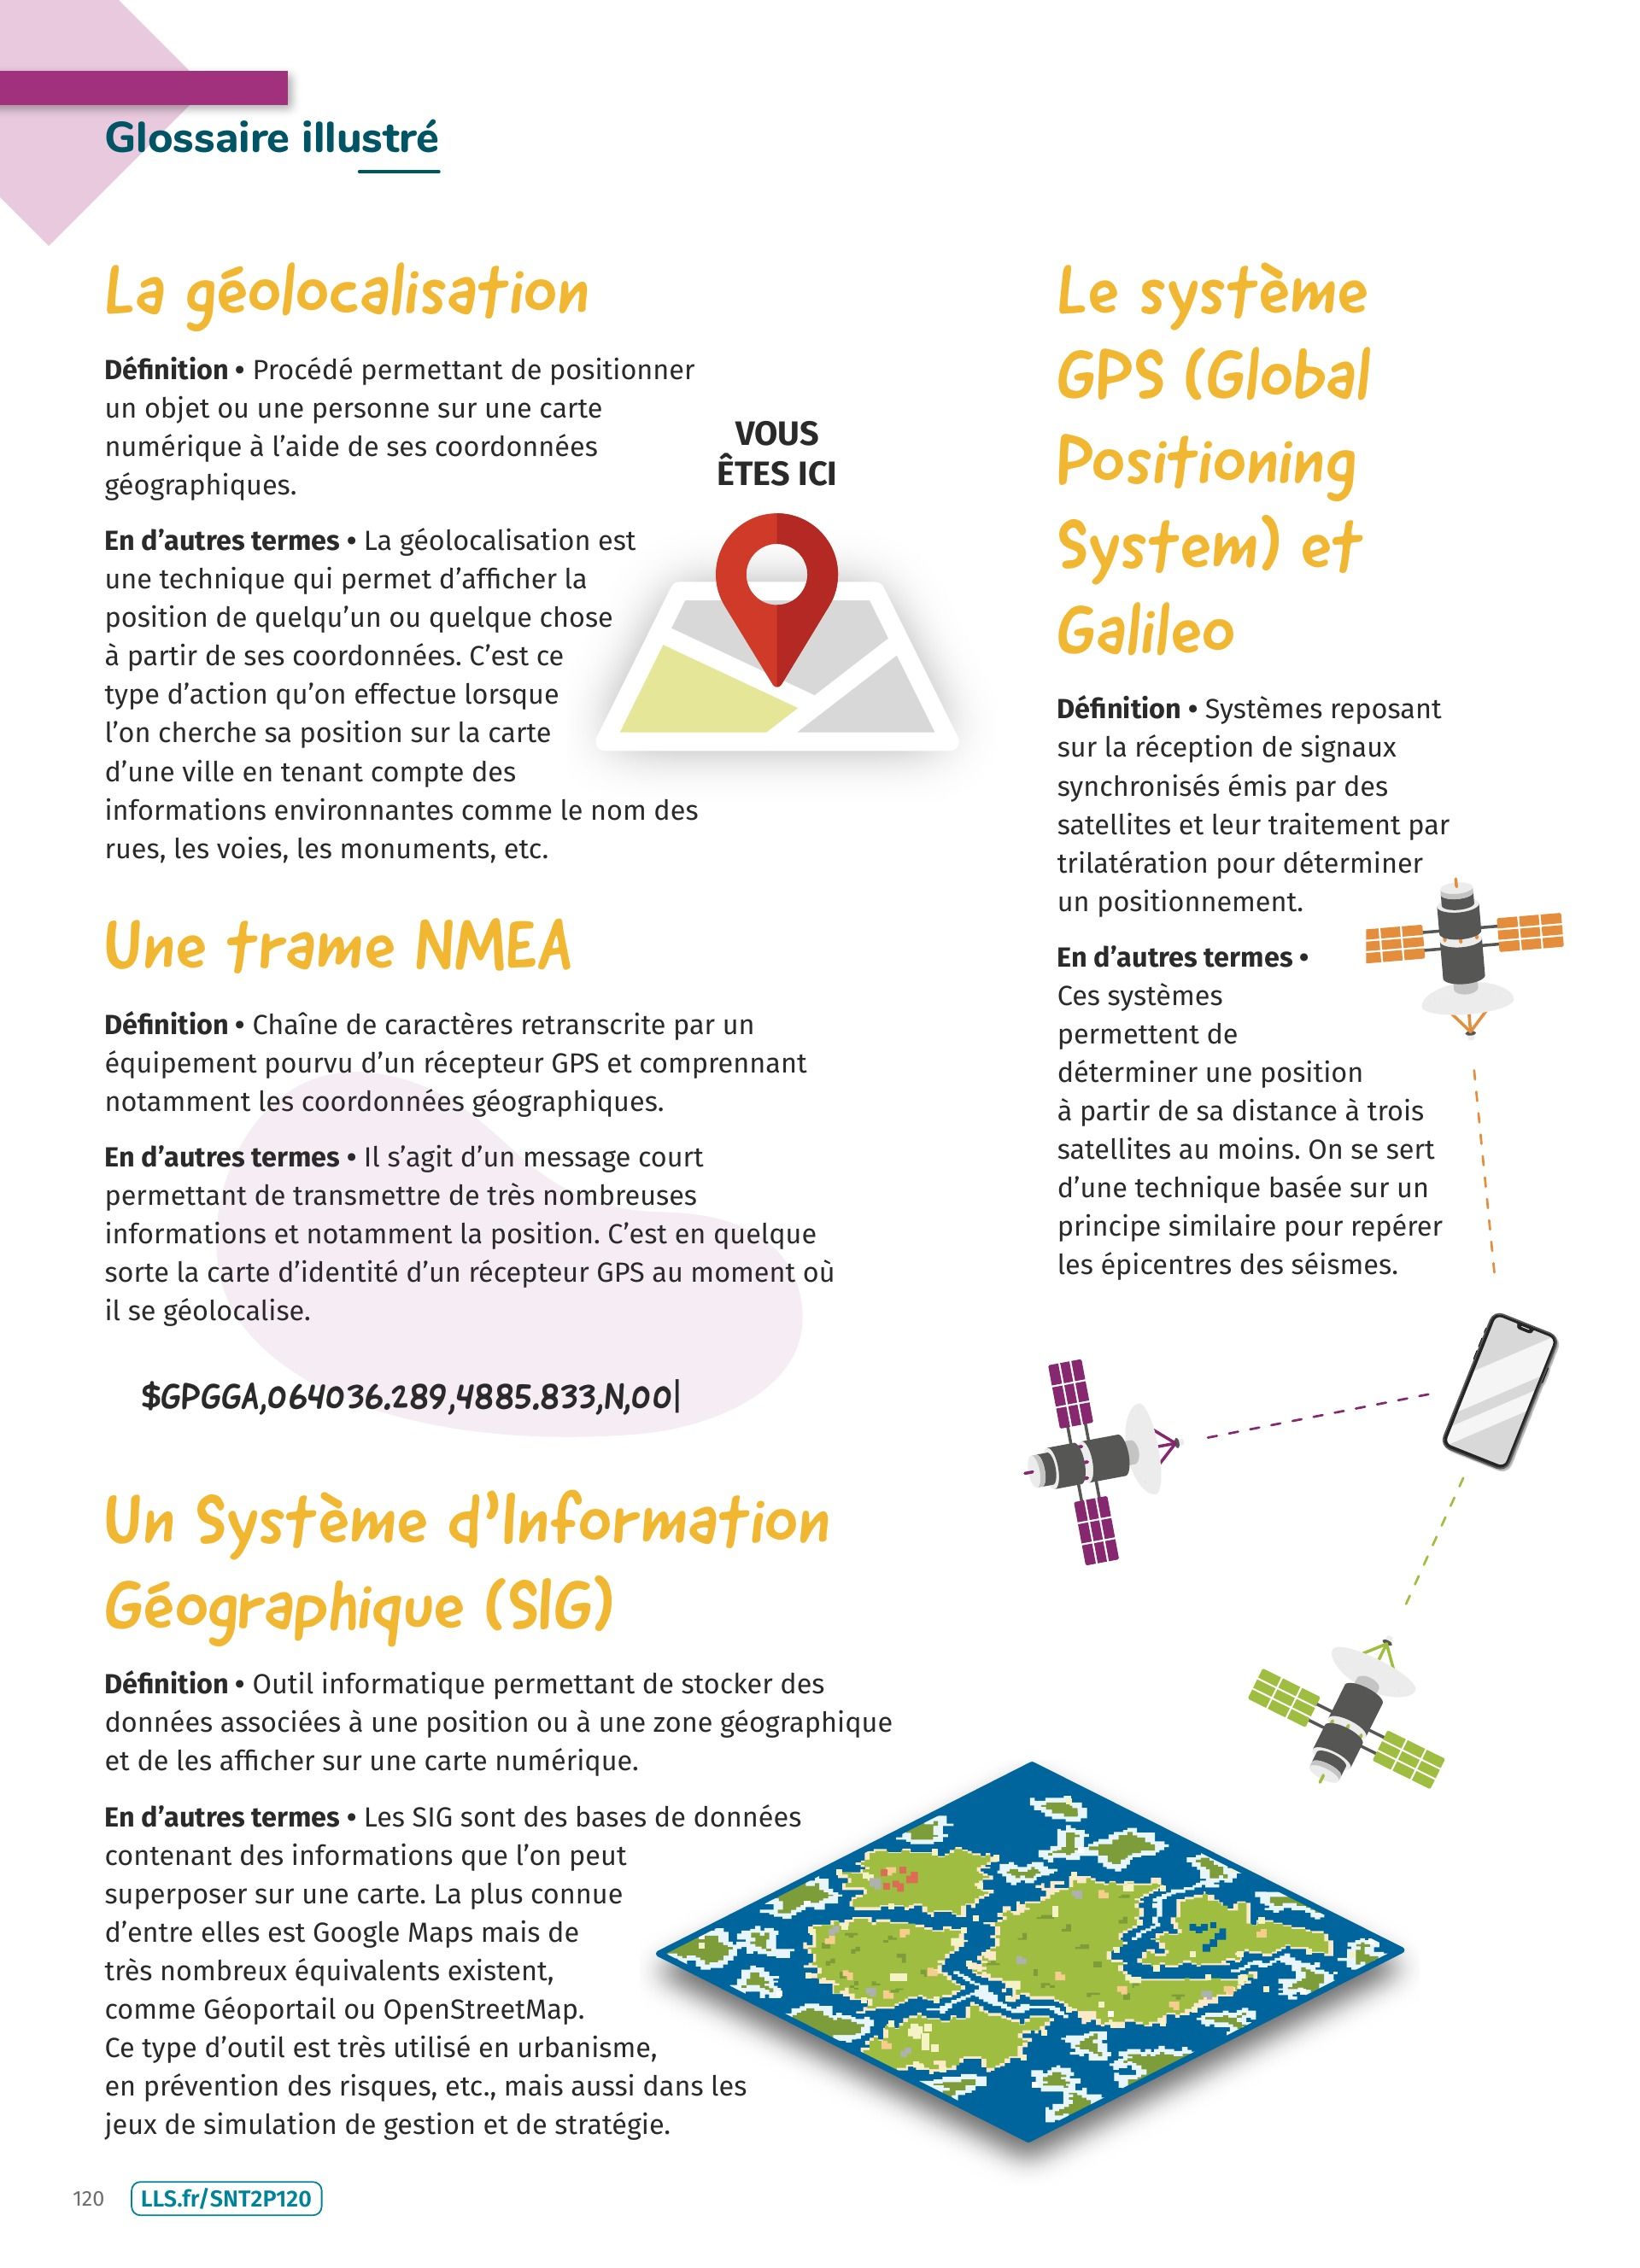 Glossaire illustré
La géolocalisation
Définition • Procédé permettant de positionner
un objet ou une personne sur une carte
numérique à l’aide de ses coordonnées
géographiques.
En d’autres termes • La géolocalisation est
une technique qui permet d’afficher la
position de quelqu’un ou quelque chose
à partir de ses coordonnées. C’est ce
type d’action qu’on effectue lorsque
l’on cherche sa position sur la carte
d’une ville en tenant compte des
informations environnantes comme le nom des
rues, les voies, les monuments, etc.
VOUS
ÊTES ICI
Une trame NMEA
Définition • Chaîne de caractères retranscrite par un
équipement pourvu d’un récepteur GPS et comprennant
notamment les coordonnées géographiques.
En d’autres termes • Il s’agit d’un message court
permettant de transmettre de très nombreuses
informations et notamment la position. C’est en quelque
sorte la carte d’identité d’un récepteur GPS au moment où
il se géolocalise.
$GPGGA,064036.289,4885.833,N,00|
Un Système d’Information
Géographique (SIG)
Définition • Outil informatique permettant de stocker des
données associées à une position ou à une zone géographique
et de les afficher sur une carte numérique.
En d’autres termes • Les SIG sont des bases de données
contenant des informations que l’on peut
superposer sur une carte. La plus connue
d’entre elles est Google Maps mais de
très nombreux équivalents existent,
comme Géoportail ou OpenStreetMap.
Ce type d’outil est très utilisé en urbanisme,
en prévention des risques, etc., mais aussi dans les
jeux de simulation de gestion et de stratégie.
Le système
GPS (Global
Positioning
System) et
Galileo
Définition • Systèmes reposant
sur la réception de signaux
synchronisés émis par des
satellites et leur traitement par
trilatération pour déterminer
un positionnement.
En d’autres termes •
Ces systèmes
permettent de
déterminer une position
à partir de sa distance à trois
satellites au moins. On se sert
d’une technique basée sur un
principe similaire pour repérer
les épicentres des séismes.
120
LLS.fr/SNT2P120